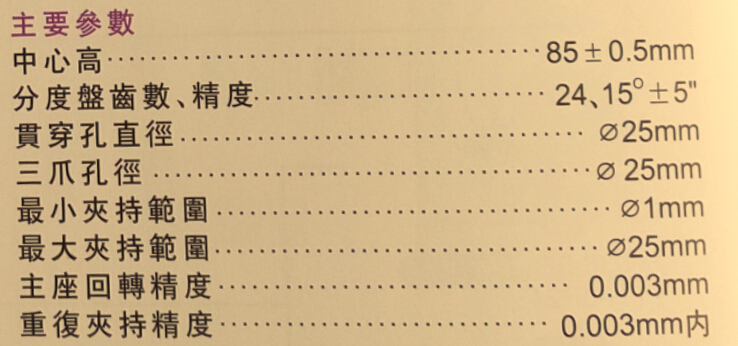 主要參數
中心高 85±0.5mm
分度盤齒數、精度 24、15°±5"
貫穿孔直徑 ⌀25mm
三爪孔徑 ⌀ 25mm
最小夾持範圍 ⌀1mm
最大夾持範圍 ⌀25mm
主座回轉精度 0.003mm
重復夾持精度 0.003mm内